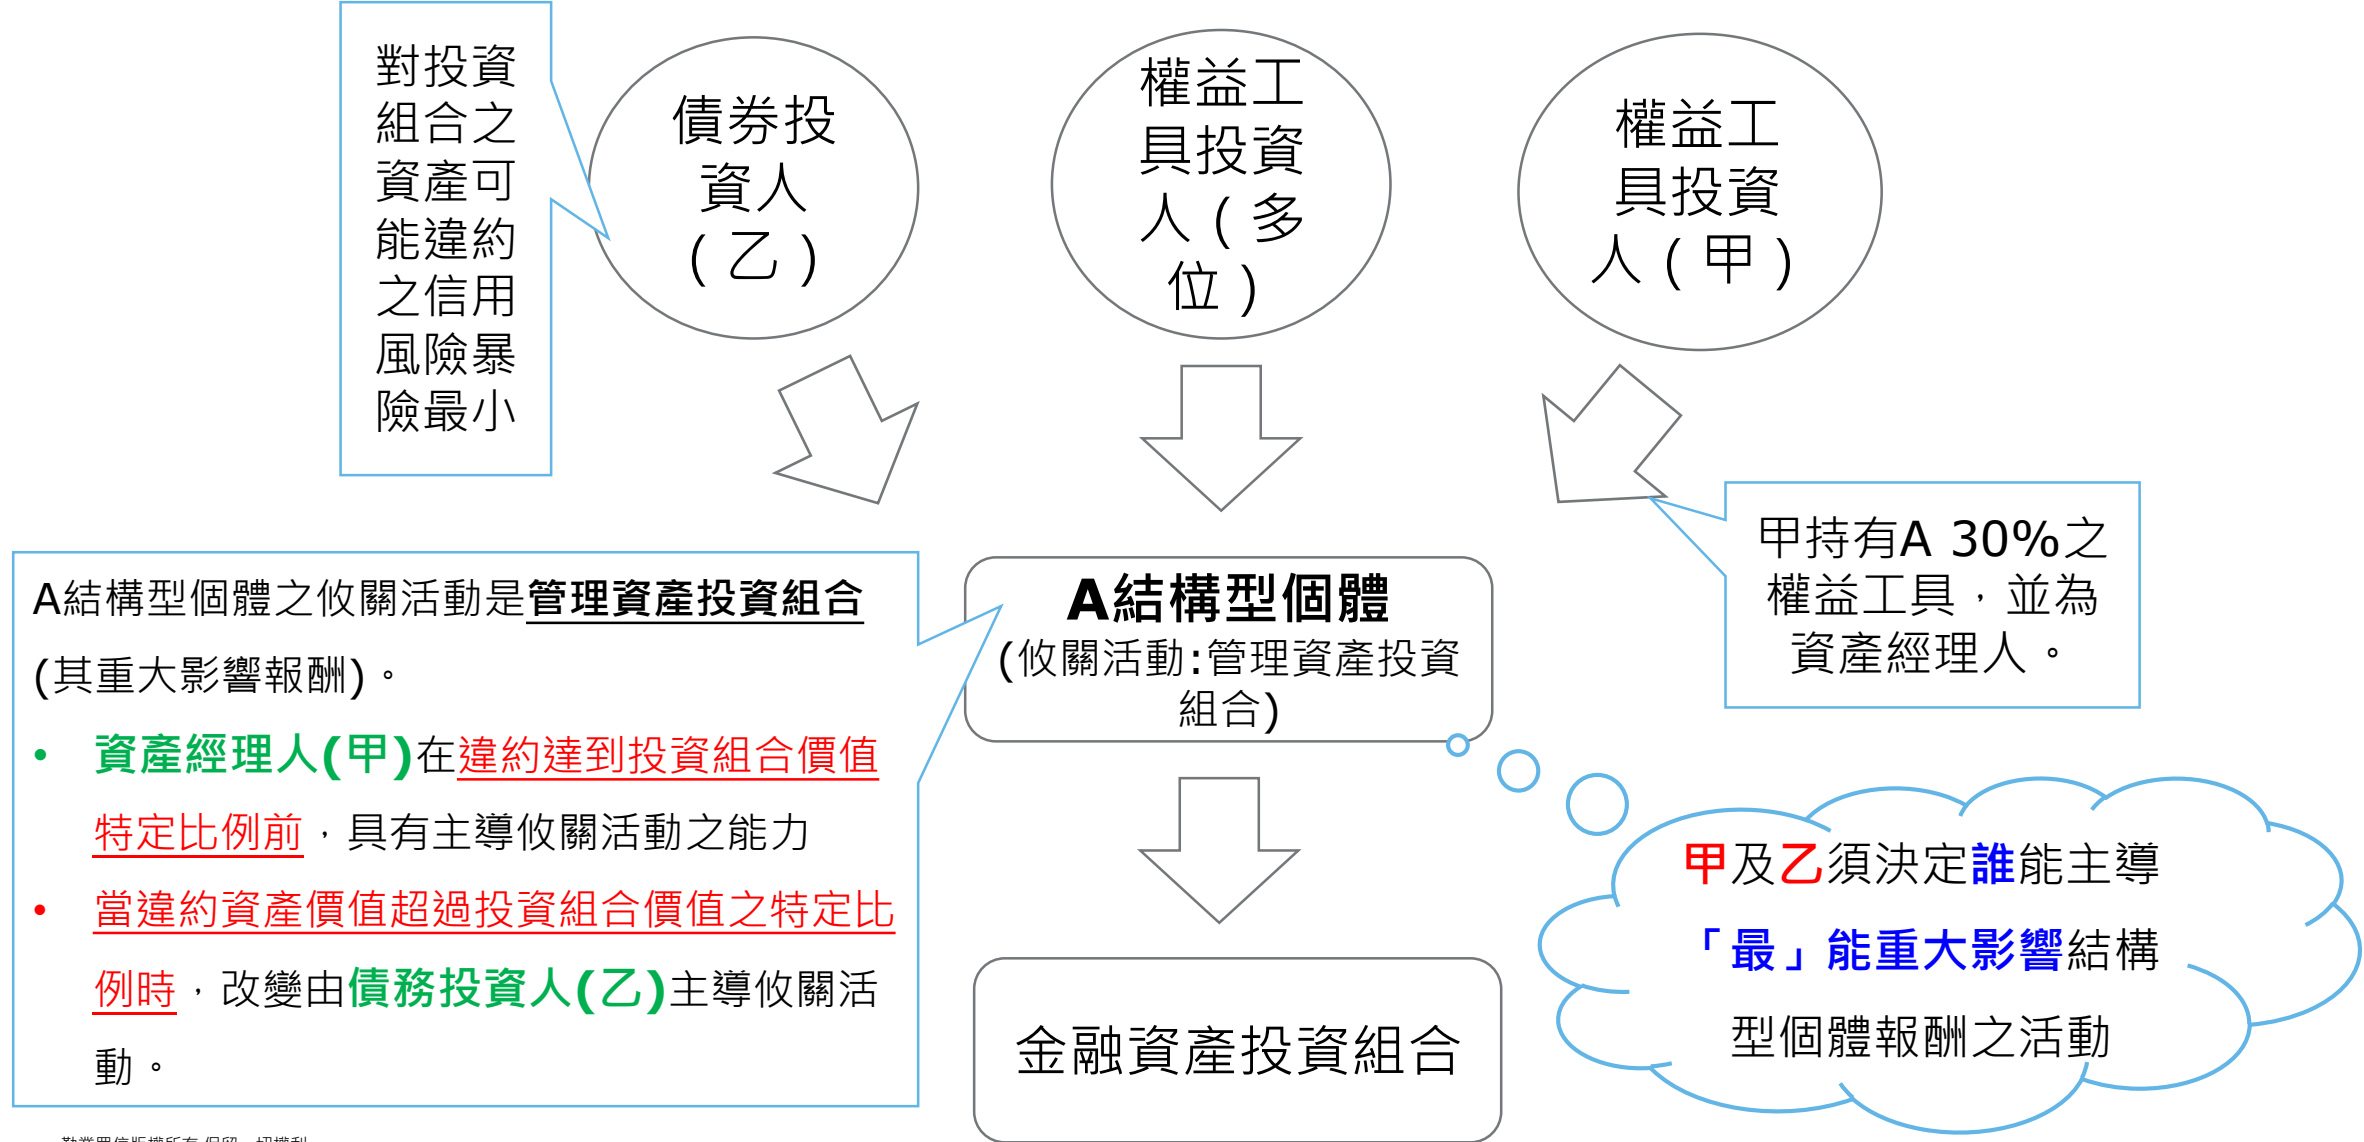 對投資
組合之
資產可
能違約
之信用
風險暴
險最小
債券投
資人
(乙)
權益工
具投資
人(多
位)
權益工
具投資
人(甲)
甲持有A 30%之
權益工具，並為
資產經理人。
A結構型個體之攸關活動是管理資產投資組合
(其重大影響報酬)。
• 資產經理人(甲)在違約達到投資組合價值
特定比例前，具有主導攸關活動之能力
• 當違約資產價值超過投資組合價值之特定比
例時，改變由債務投資人(乙)主導攸關活
動。
A結構型個體
(攸關活動:管理資產投資
組合)
甲及乙須決定誰能主導
「最」能重大影響結構
型個體報酬之活動
金融資產投資組合